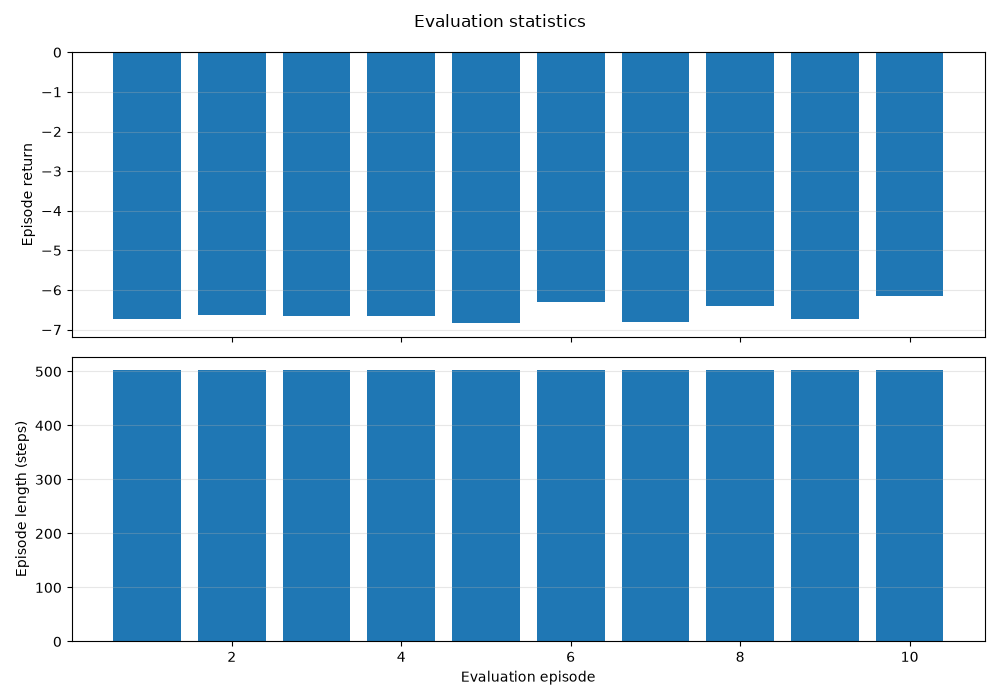 Evaluation statistics
0
−1
−2
−3
−4
−5
−6
−7
Episode return
500
400
300
200
100
0
Episode length (steps)
2 4 6 8 10
Evaluation episode